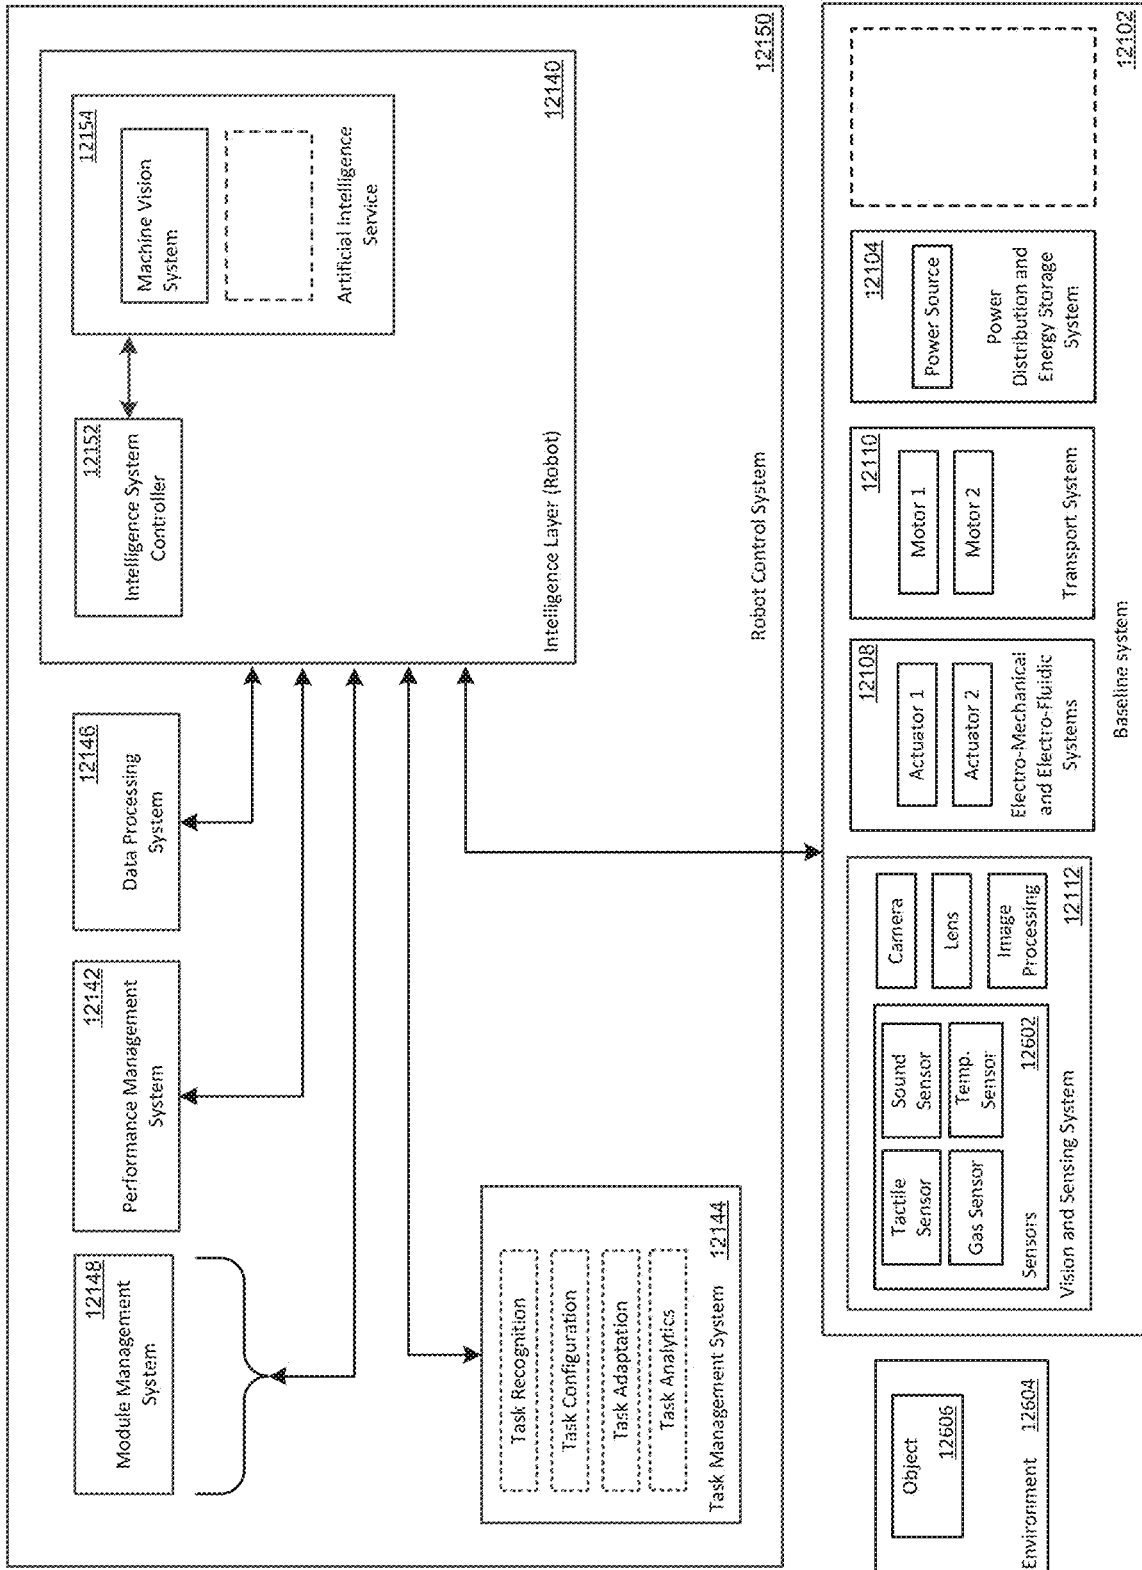 12148
Module Management
System
12142
Performance Management
System
12146
Data Processing
System
12152
Intelligence System
Controller
12154
Machine Vision
System
Artificial Intelligence
Service
Intelligence Layer (Robot)
12140
Task Recognition
Task Configuration
Task Adaptation
Task Analytics
Task Management System
12144
Robot Control System
12150
Object
12606
Environment
12604
Tactile
Sensor
Sound
Sensor
Gas Sensor
Temp.
Sensor
Sensors
12602
Camera
Lens
Image
Processing
Vision and Sensing System
12112
12108
Actuator 1
Actuator 2
Electro-Mechanical
and Electro-Fluidic
Systems
12110
Motor 1
Motor 2
Transport System
12104
Power Source
Power
Distribution and
Energy Storage
System
Baseline system
12102